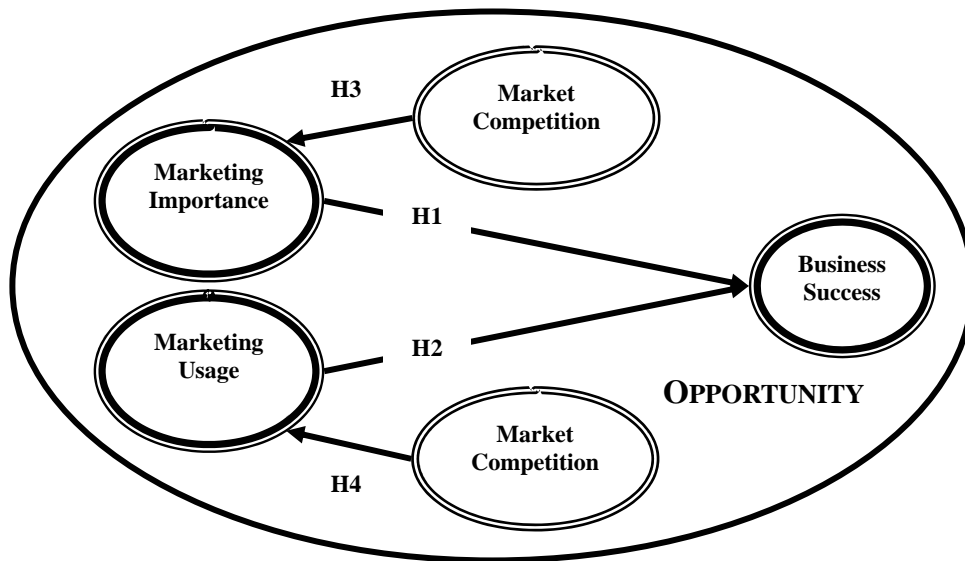 H3
Market
Competition
Marketing
Importance
H1
Business
Success
Marketing
Usage
H2
OPPORTUNITY
Market
Competition
H4